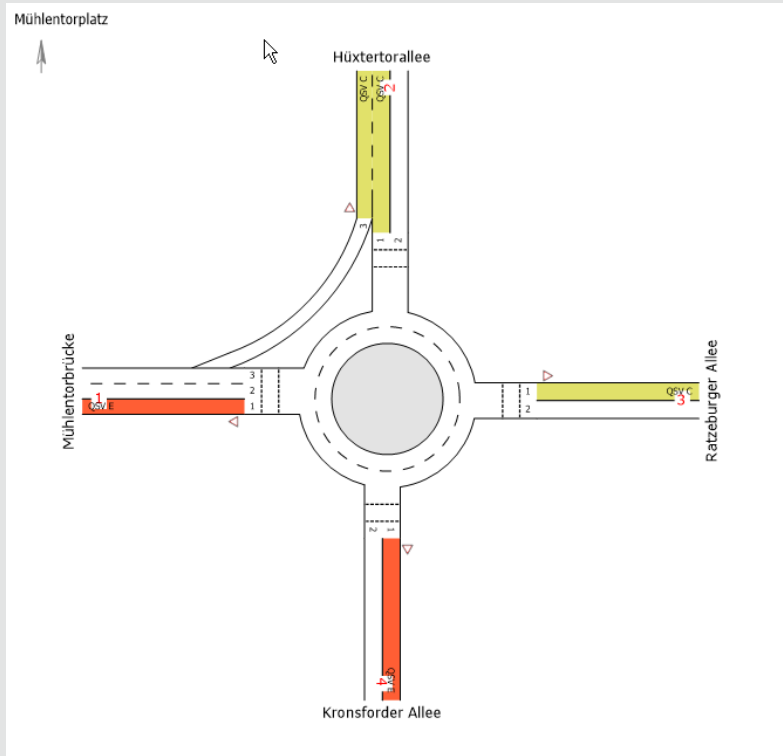 Mühlentorplatz
Hüxtertorallee
QSV C
QSV C
2
3
1
2
Mühlentorbrücke
3
2
1
1
QSV E
1
2
QSV C
3
Ratzeburger Allee
2
1
4
QSV E
Kronsforder Allee